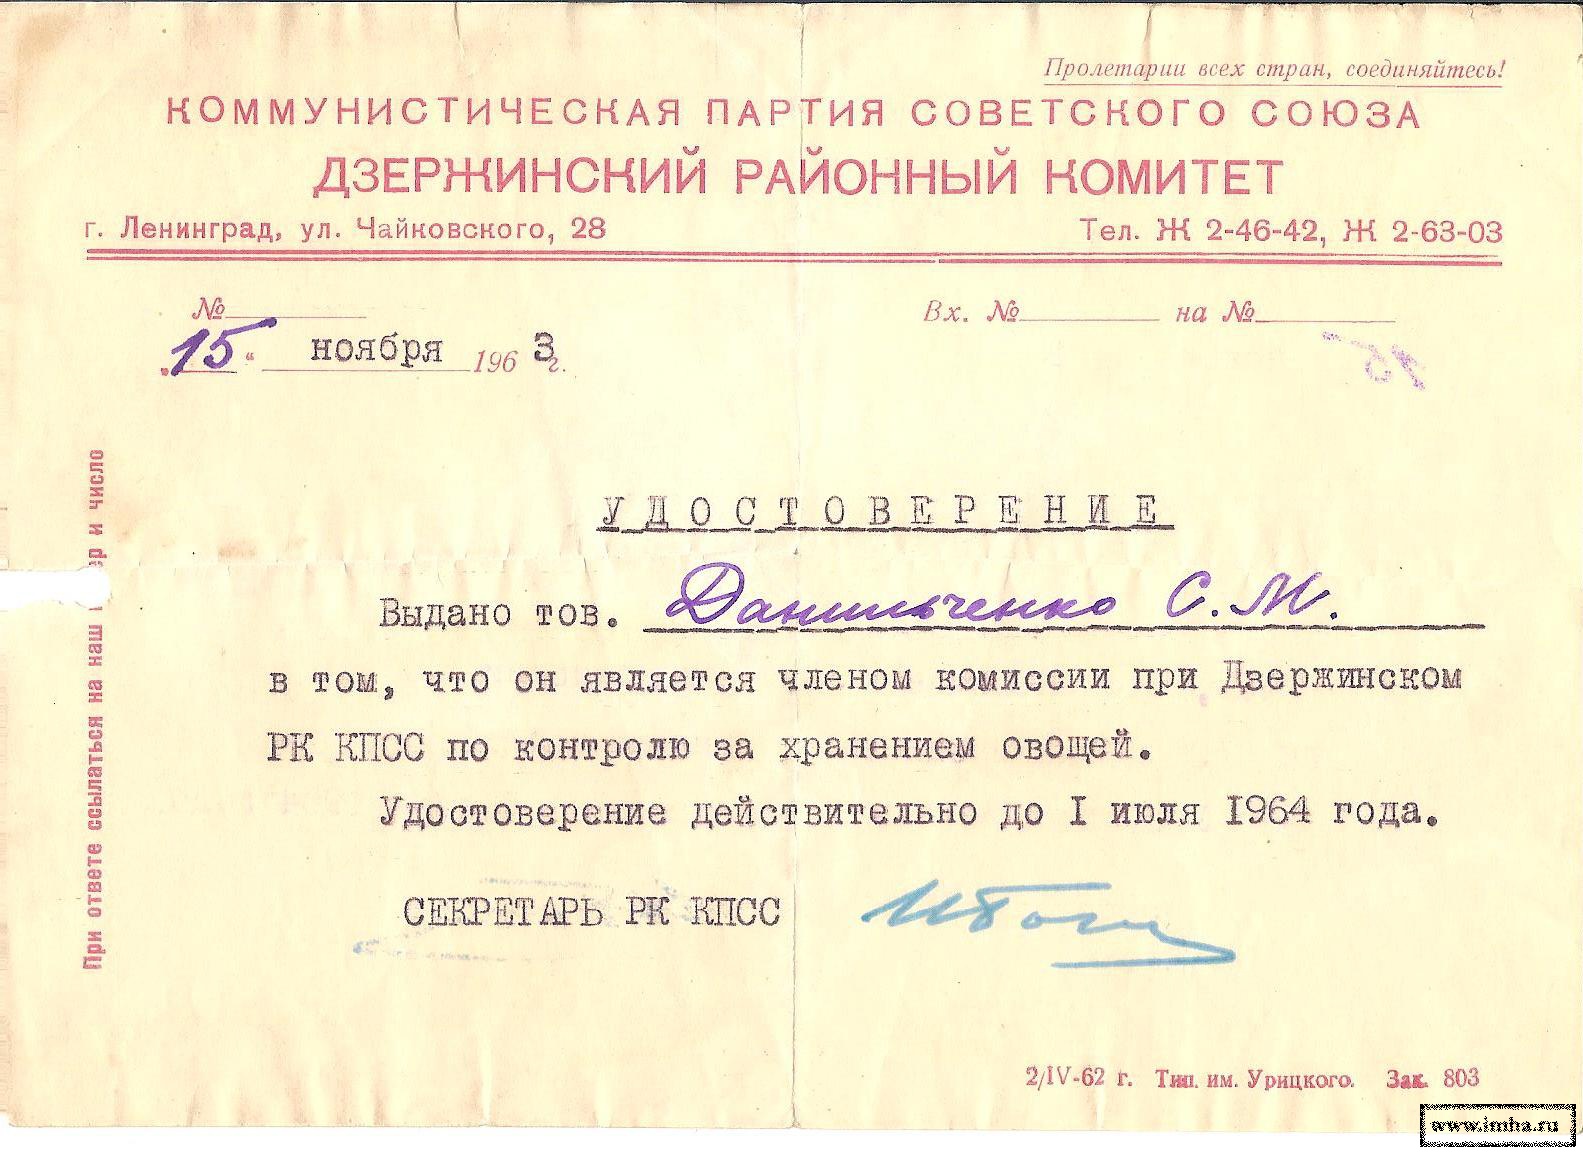 Пролетарии всех стран, соединяйтесь!
КОММУНИСТИЧЕСКАЯ ПАРТИЯ СОВЕТСКОГО СОЮЗА
ДЗЕРЖИНСКИЙ РАЙОННЫЙ КОМИТЕТ
г. Ленинград, ул. Чайковского, 28 Тел. Ж 2-46-42, Ж 2-63-03
№ Вх. № на №
„15“ ноября 1963 г.
УДОСТОВЕРЕНИЕ
Выдано тов. Данильченко С. М.
в том, что он является членом комиссии при Дзержинском
РК КПСС по контролю за хранением овощей.
Удостоверение действительно до I июля 1964 года.
СЕКРЕТАРЬ РК КПСС
При ответе ссылаться на наш и число
2/IV-62 г. Тип. им. Урицкого. Зак. 803
www.imha.ru